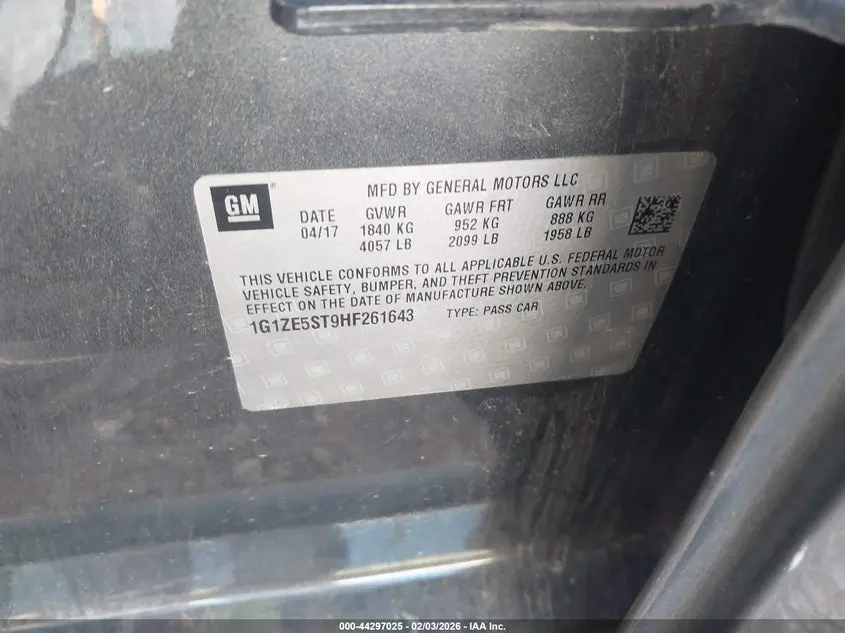 GM
MFD BY GENERAL MOTORS LLC
DATE GVWR GAWR FRT GAWR RR
04/17 1840 KG 952 KG 888 KG
4057 LB 2099 LB 1958 LB
THIS VEHICLE CONFORMS TO ALL APPLICABLE U.S. FEDERAL MOTOR
VEHICLE SAFETY, BUMPER, AND THEFT PREVENTION STANDARDS IN
EFFECT ON THE DATE OF MANUFACTURE SHOWN ABOVE.
1G1ZE5ST9HF261643 TYPE: PASS CAR
000-44297025 - 02/03/2026 - IAA Inc.